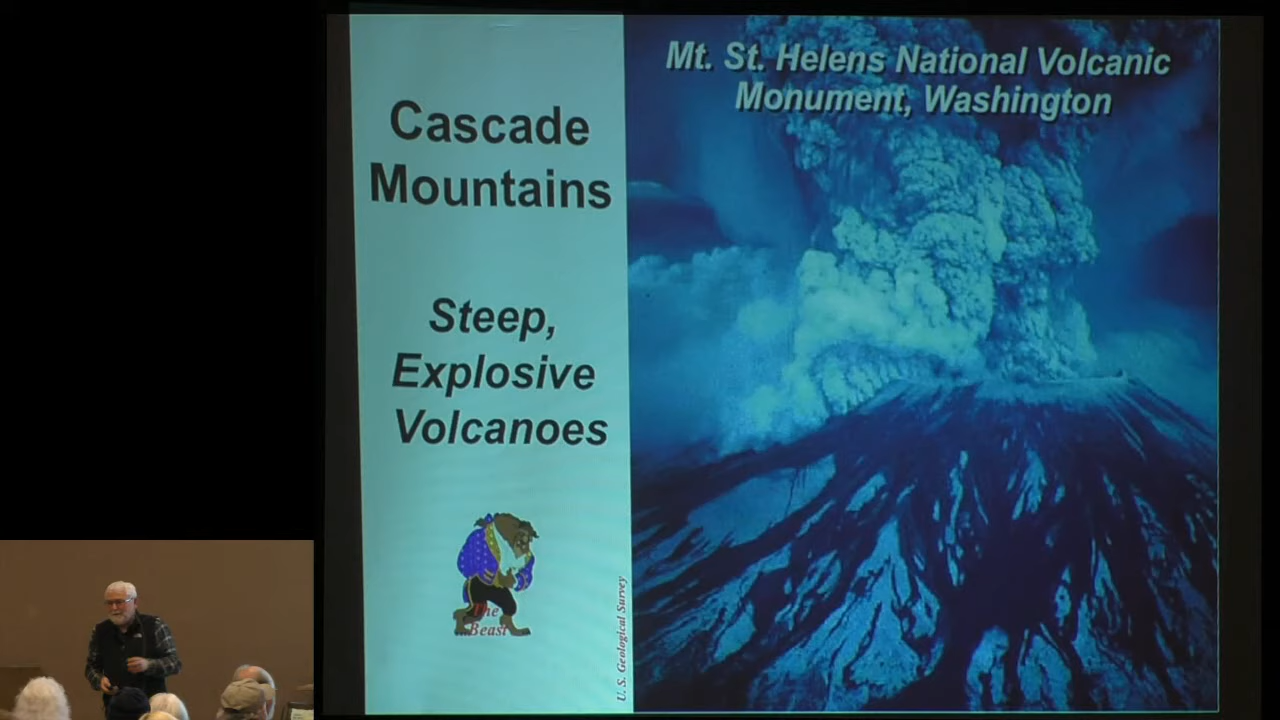 Cascade
Mountains
Steep,
Explosive
Volcanoes
The
Beast
U. S. Geological Survey
Mt. St. Helens National Volcanic
Monument, Washington